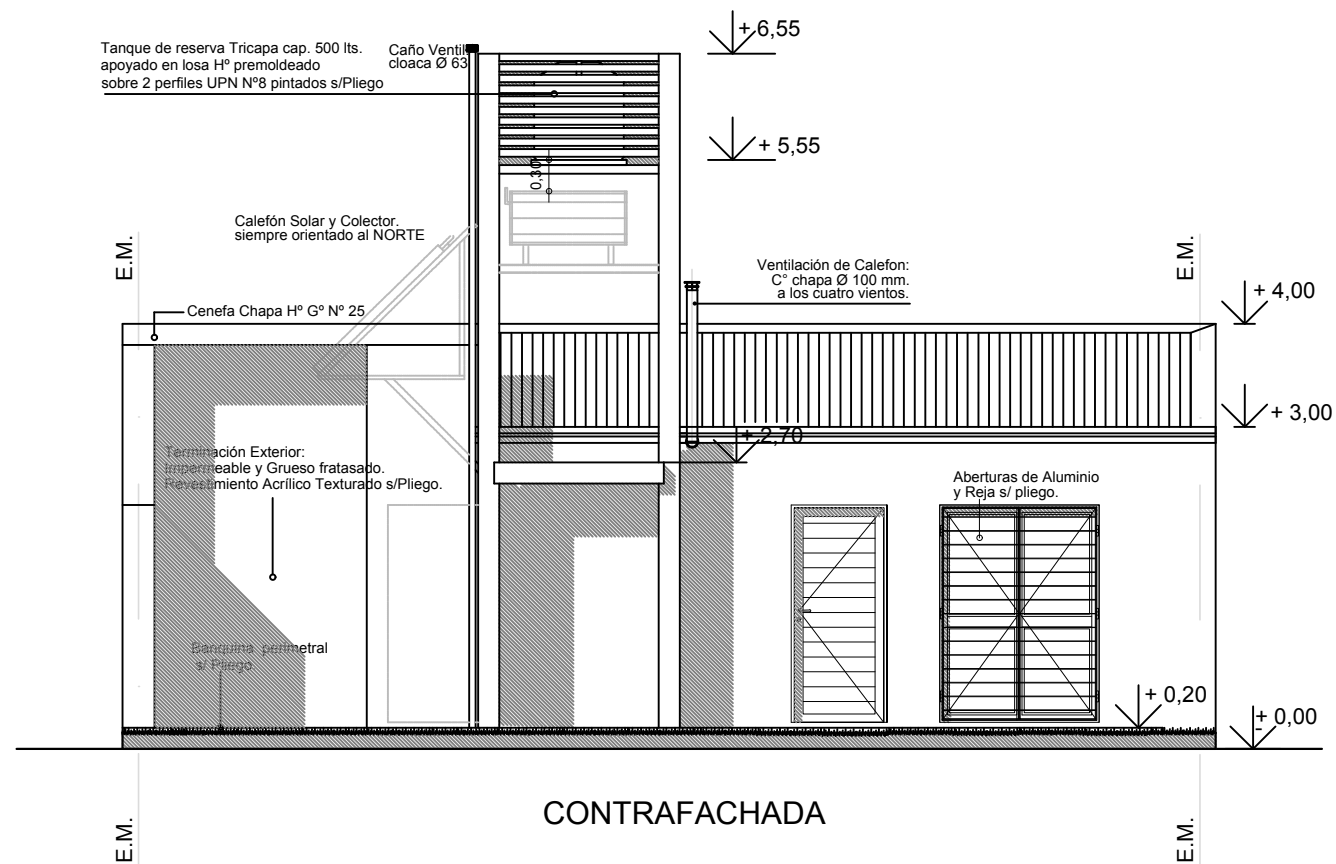 + 6,55
Tanque de reserva Tricapa cap. 500 lts.
apoyado en losa Hº premoldeado
sobre 2 perfiles UPN Nº8 pintados s/Pliego
Caño Ventil.
cloaca Ø 63
+ 5,55
0,30
Calefón Solar y Colector.
siempre orientado al NORTE
E.M.
E.M.
Ventilación de Calefon:
C° chapa Ø 100 mm.
a los cuatro vientos.
+ 4,00
Cenefa Chapa Hº Gº Nº 25
+ 3,00
+ 2,70
Terminación Exterior:
Impermeable y Grueso fratasado.
Revestimiento Acrílico Texturado s/Pliego.
Aberturas de Aluminio
y Reja s/ pliego.
Banquina perimetral
s/ Pliego
+ 0,20
+ 0,00
-
CONTRAFACHADA
E.M.
E.M.